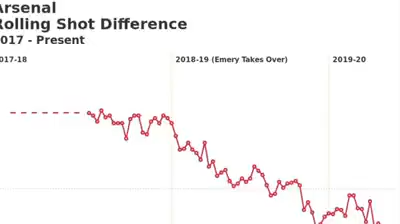 Arsenal
Rolling Shot Difference
2017 - Present
2017-18
2018-19 (Emery Takes Over)
2019-20